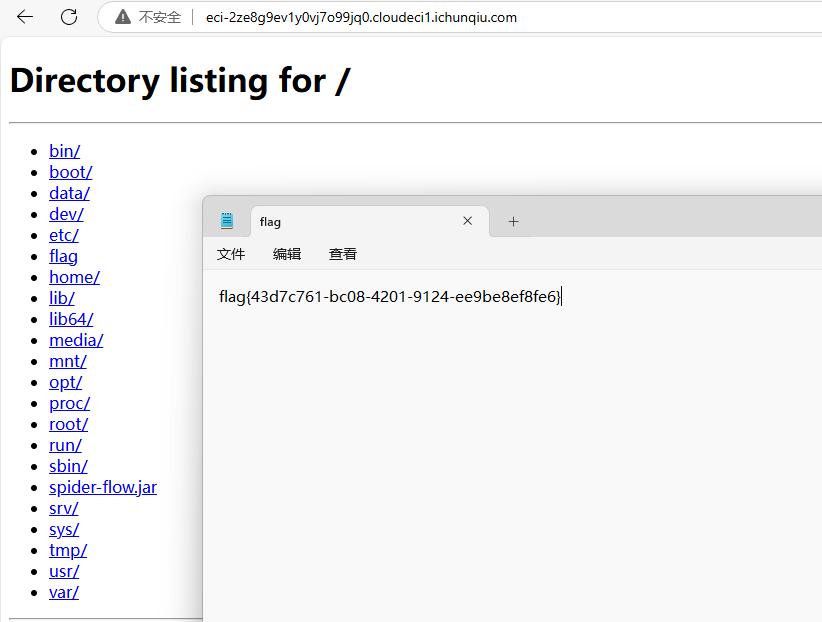 不安全 eci-2ze8g9ev1y0vj7o99jq0.cloudeci1.ichunqiu.com
Directory listing for /
bin/
boot/
data/
dev/
etc/
flag
home/
lib/
lib64/
media/
mnt/
opt/
proc/
root/
run/
sbin/
spider-flow.jar
srv/
sys/
tmp/
usr/
var/
flag
文件 编辑 查看
flag{43d7c761-bc08-4201-9124-ee9be8ef8fe6}